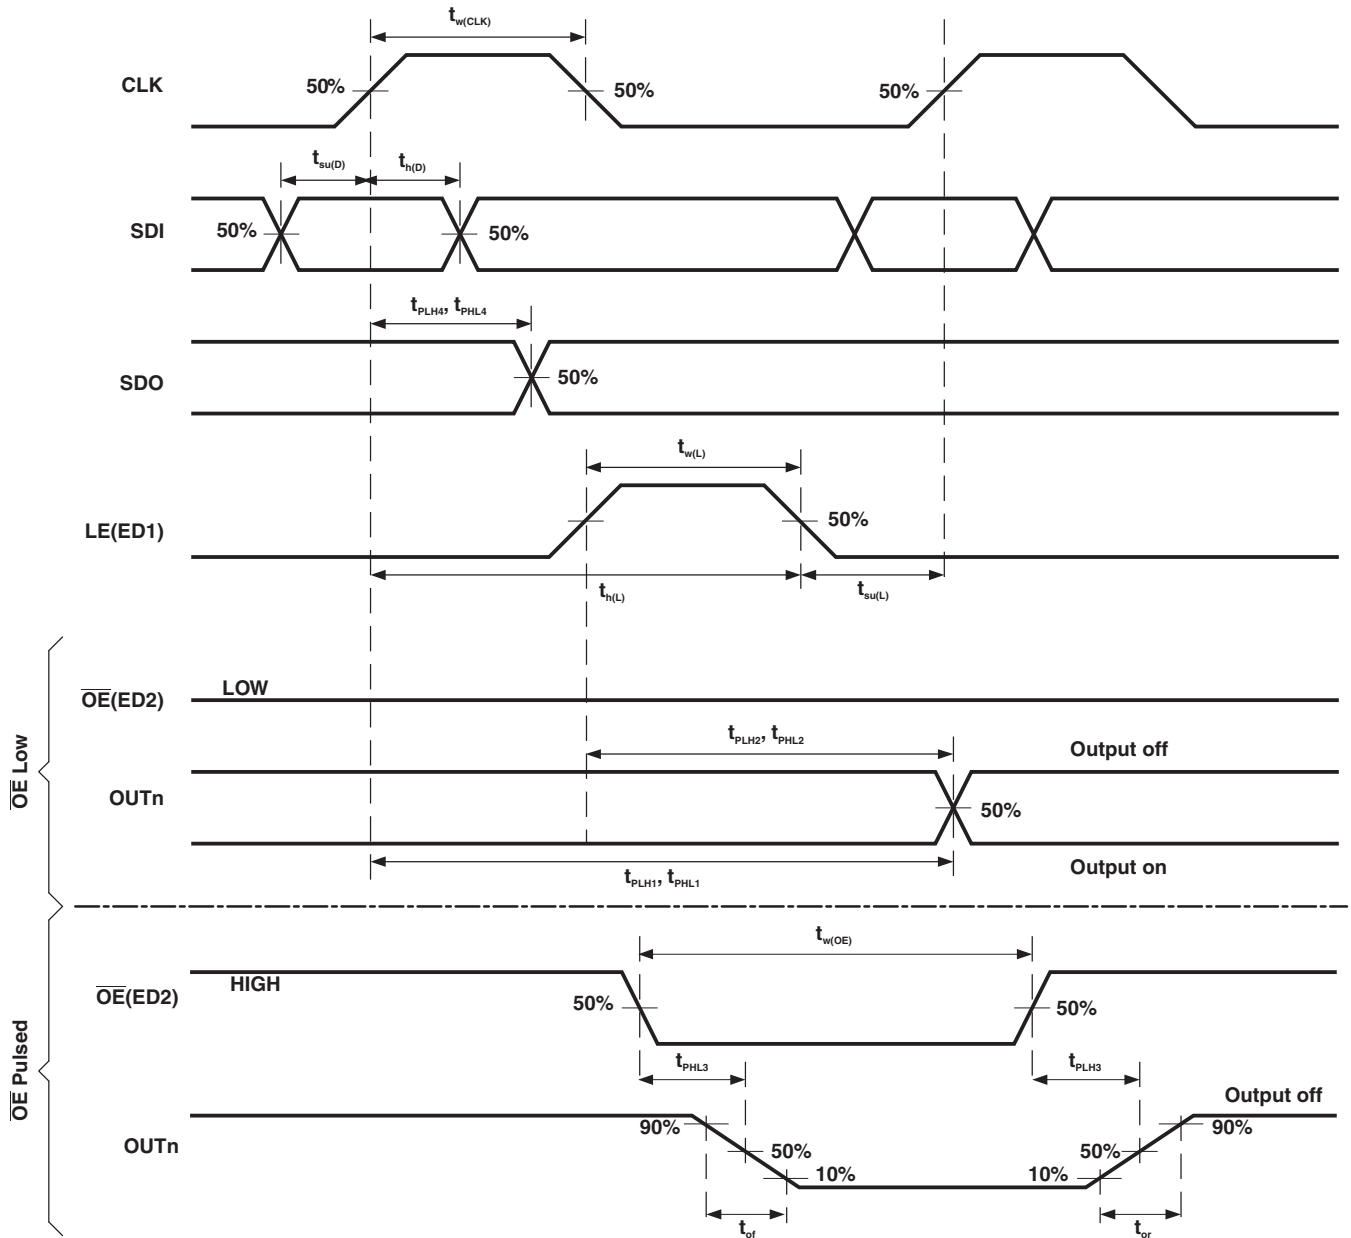 tw(CLK)
CLK
50%
50%
50%
tsu(D)
th(D)
SDI
50%
50%
tPLH4, tPHL4
SDO
50%
tw(L)
LE(ED1)
50%
th(L)
tsu(L)
OE Low
OE(ED2)
LOW
tPLH2, tPHL2
Output off
OUTn
50%
Output on
tPLH1, tPHL1
OE Pulsed
tw(OE)
OE(ED2)
HIGH
50%
50%
tPHL3
tPLH3
Output off
OUTn
90%
50%
10%
10%
50%
90%
tof
tor